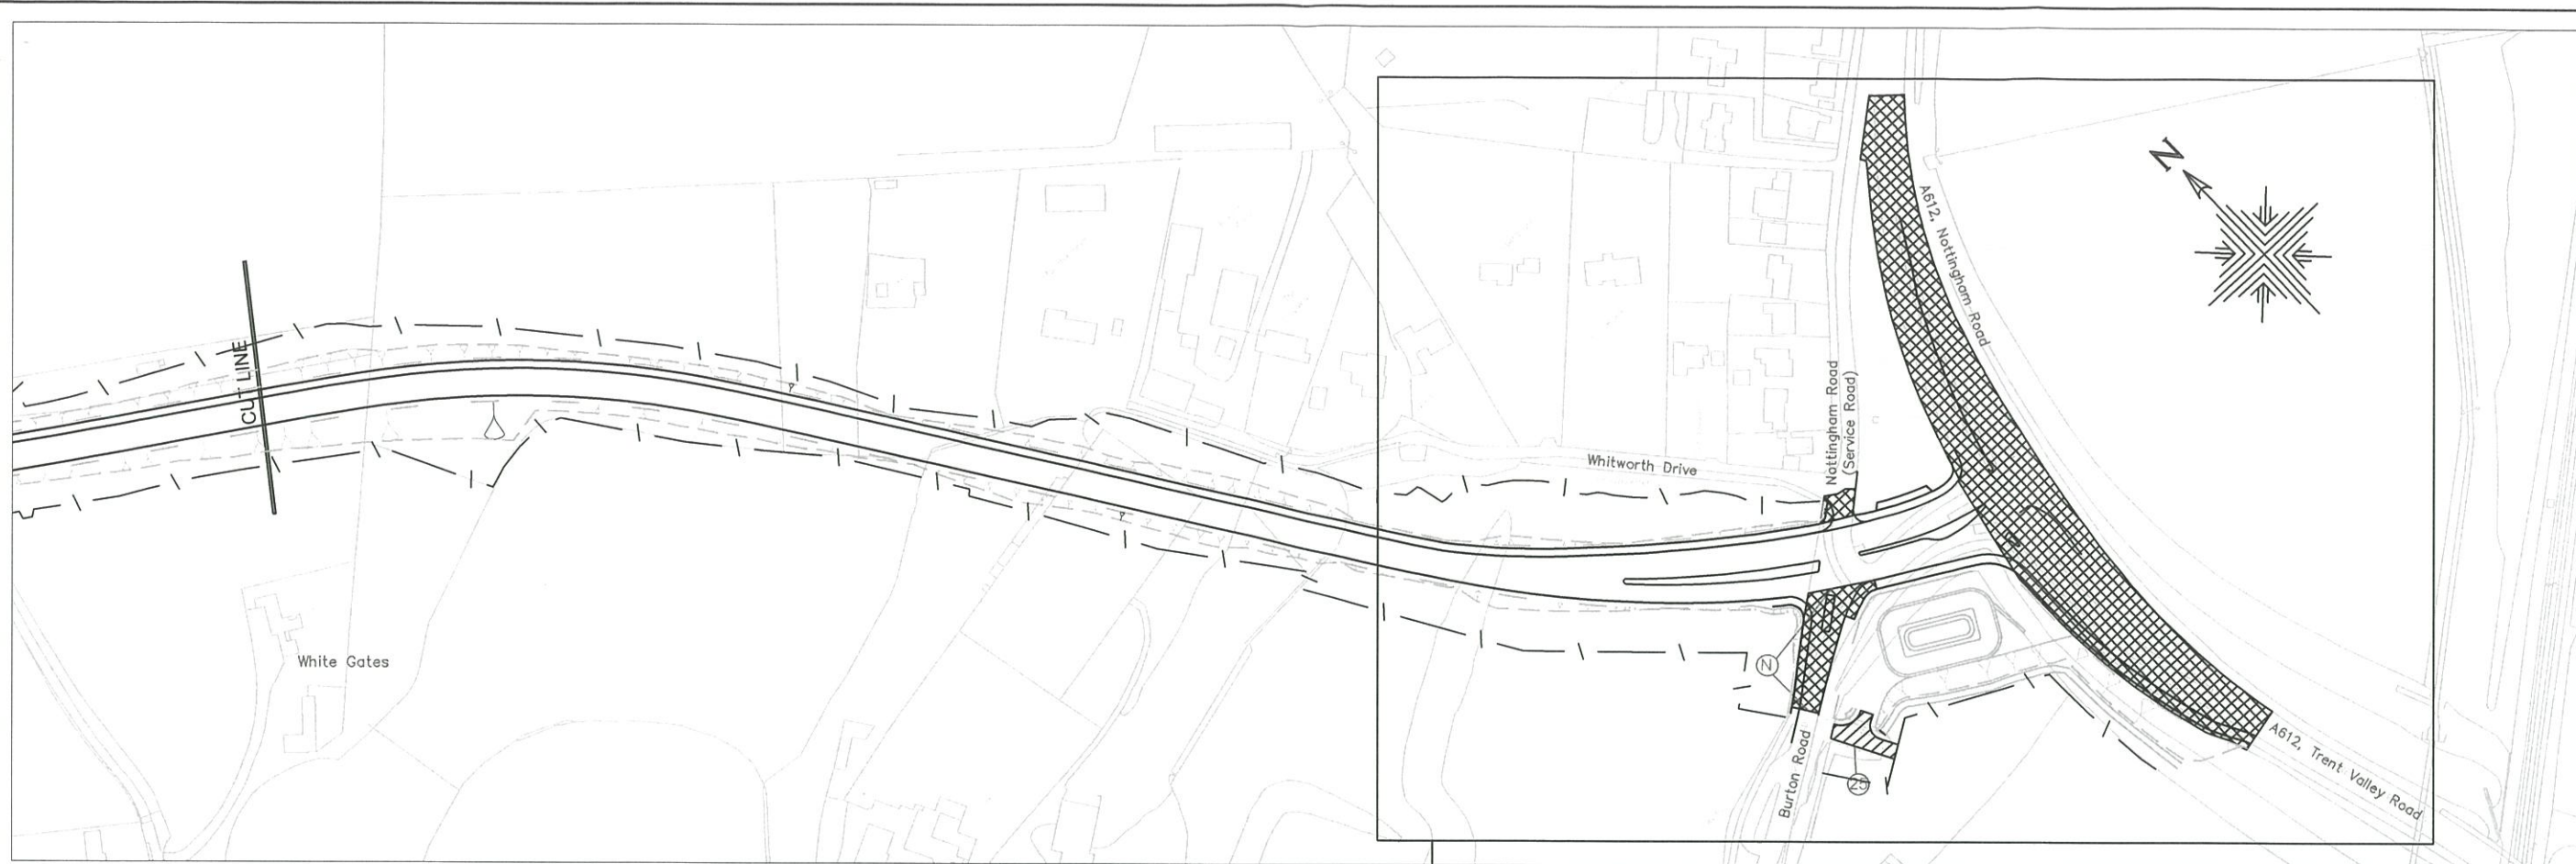 CUT LINE
White Gates
Whitworth Drive
Nottingham Road
(Service Road)
A612, Nottingham Road
N
N
25
Burton Road
A612, Trent Valley Road